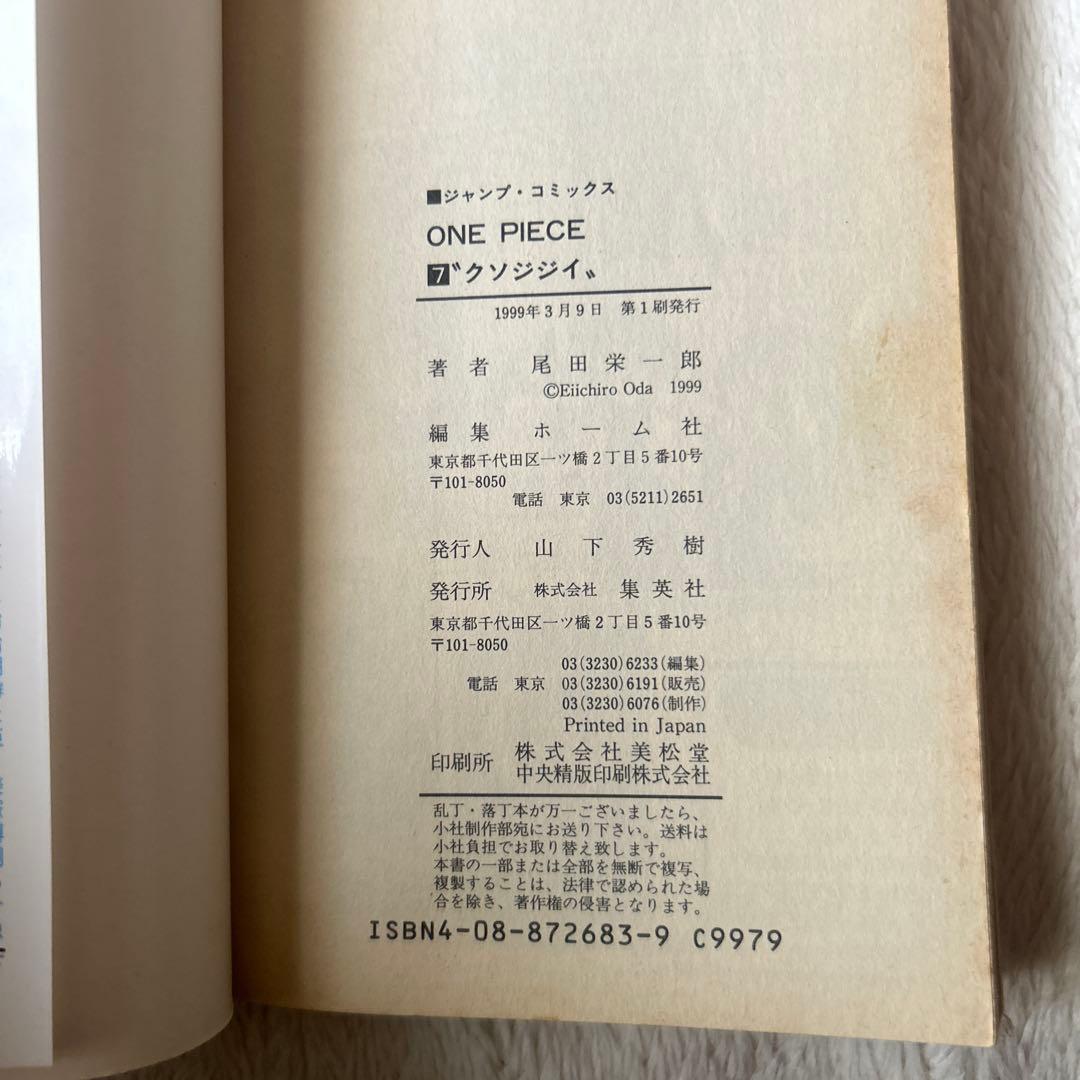 ■ジャンプ・コミックス
ONE PIECE
7〝クソジジイ〟
1999年3月9日 第1刷発行
著者 尾田栄一郎
©Eiichiro Oda 1999
編集 ホーム社
東京都千代田区一ツ橋2丁目5番10号
〒101-8050
電話 東京 03(5211)2651
発行人 山下秀樹
発行所 株式会社 集英社
東京都千代田区一ツ橋2丁目5番10号
〒101-8050
03(3230)6233(編集)
電話 東京 03(3230)6191(販売)
03(3230)6076(制作)
Printed in Japan
印刷所 株式会社美松堂
中央精版印刷株式会社
乱丁・落丁本が万一ございましたら、
小社制作部宛にお送り下さい。送料は
小社負担でお取り替え致します。
本書の一部または全部を無断で複写、
複製することは、法律で認められた場
合を除き、著作権の侵害となります。
ISBN4-08-872683-9 C9979